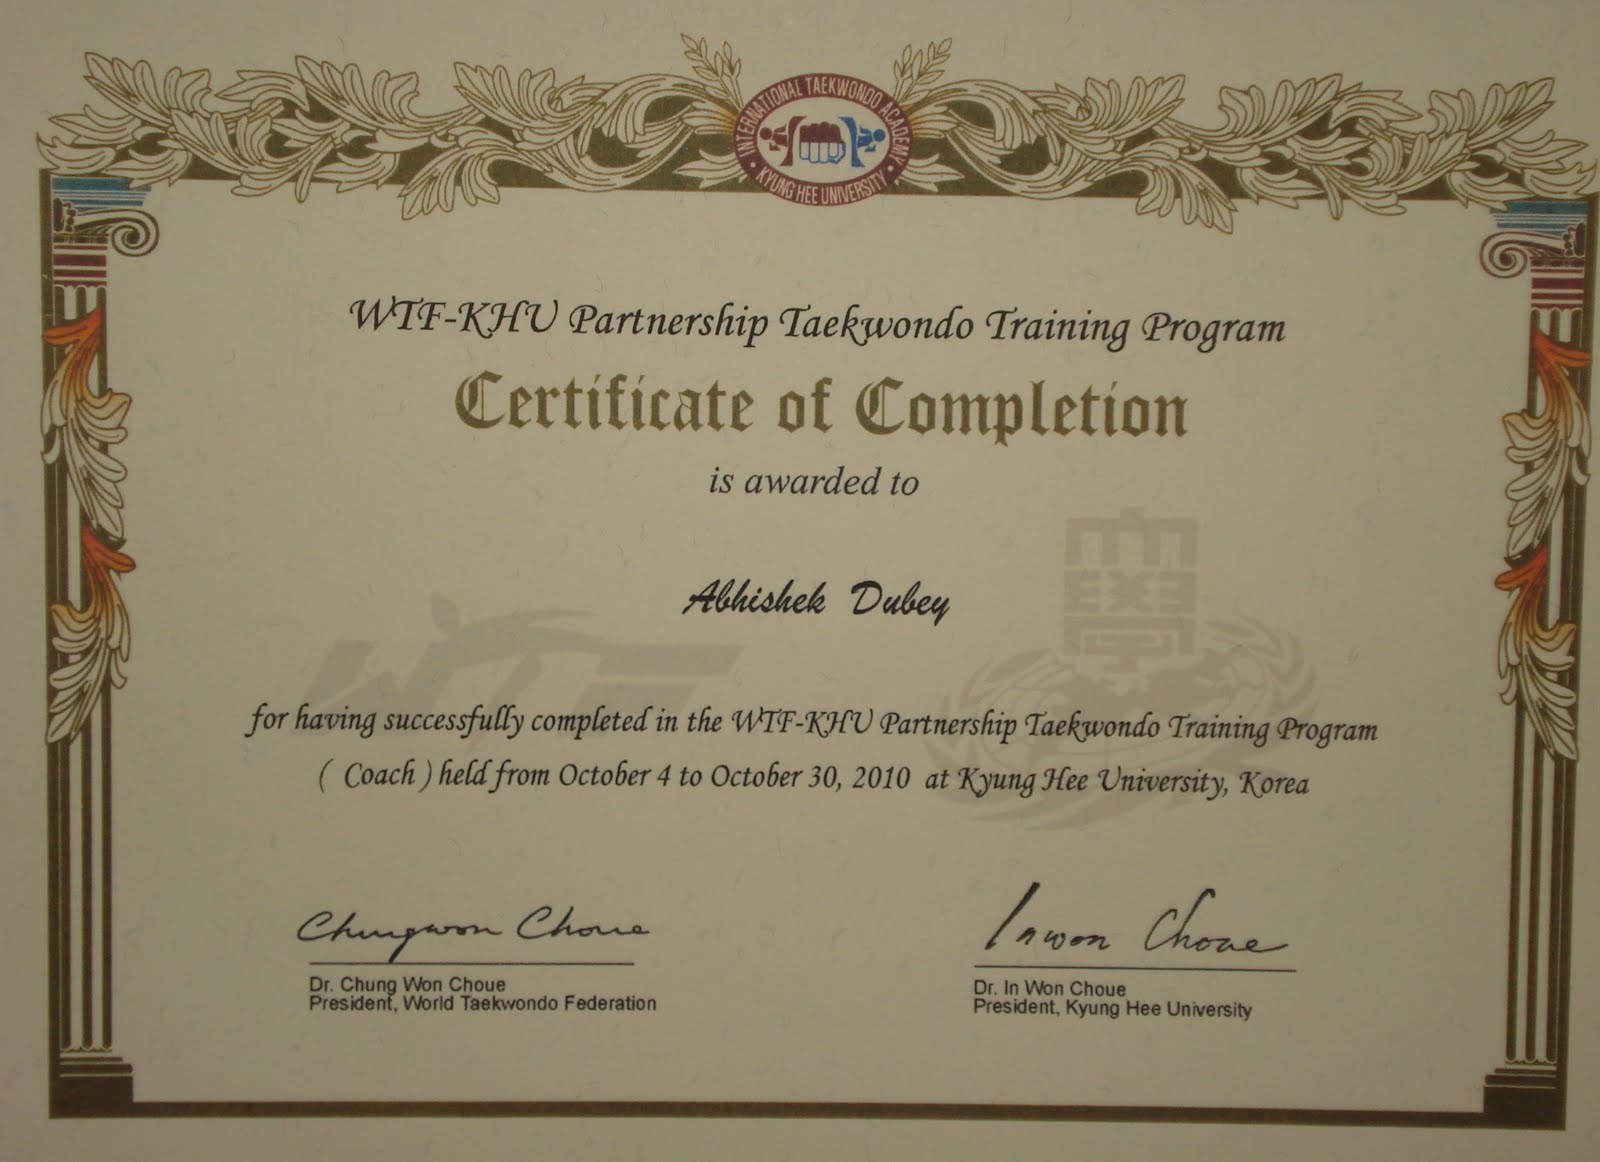 INTERNATIONAL TAEKWONDO ACADEMY
KYUNG HEE UNIVERSITY
WTF-KHU Partnership Taekwondo Training Program
Certificate of Completion
is awarded to
Abhishek Dubey
WTF
大學
for having successfully completed in the WTF-KHU Partnership Taekwondo Training Program
( Coach ) held from October 4 to October 30, 2010 at Kyung Hee University, Korea
Chungwon Choue
Inwon Choue
Dr. Chung Won Choue
President, World Taekwondo Federation
Dr. In Won Choue
President, Kyung Hee University